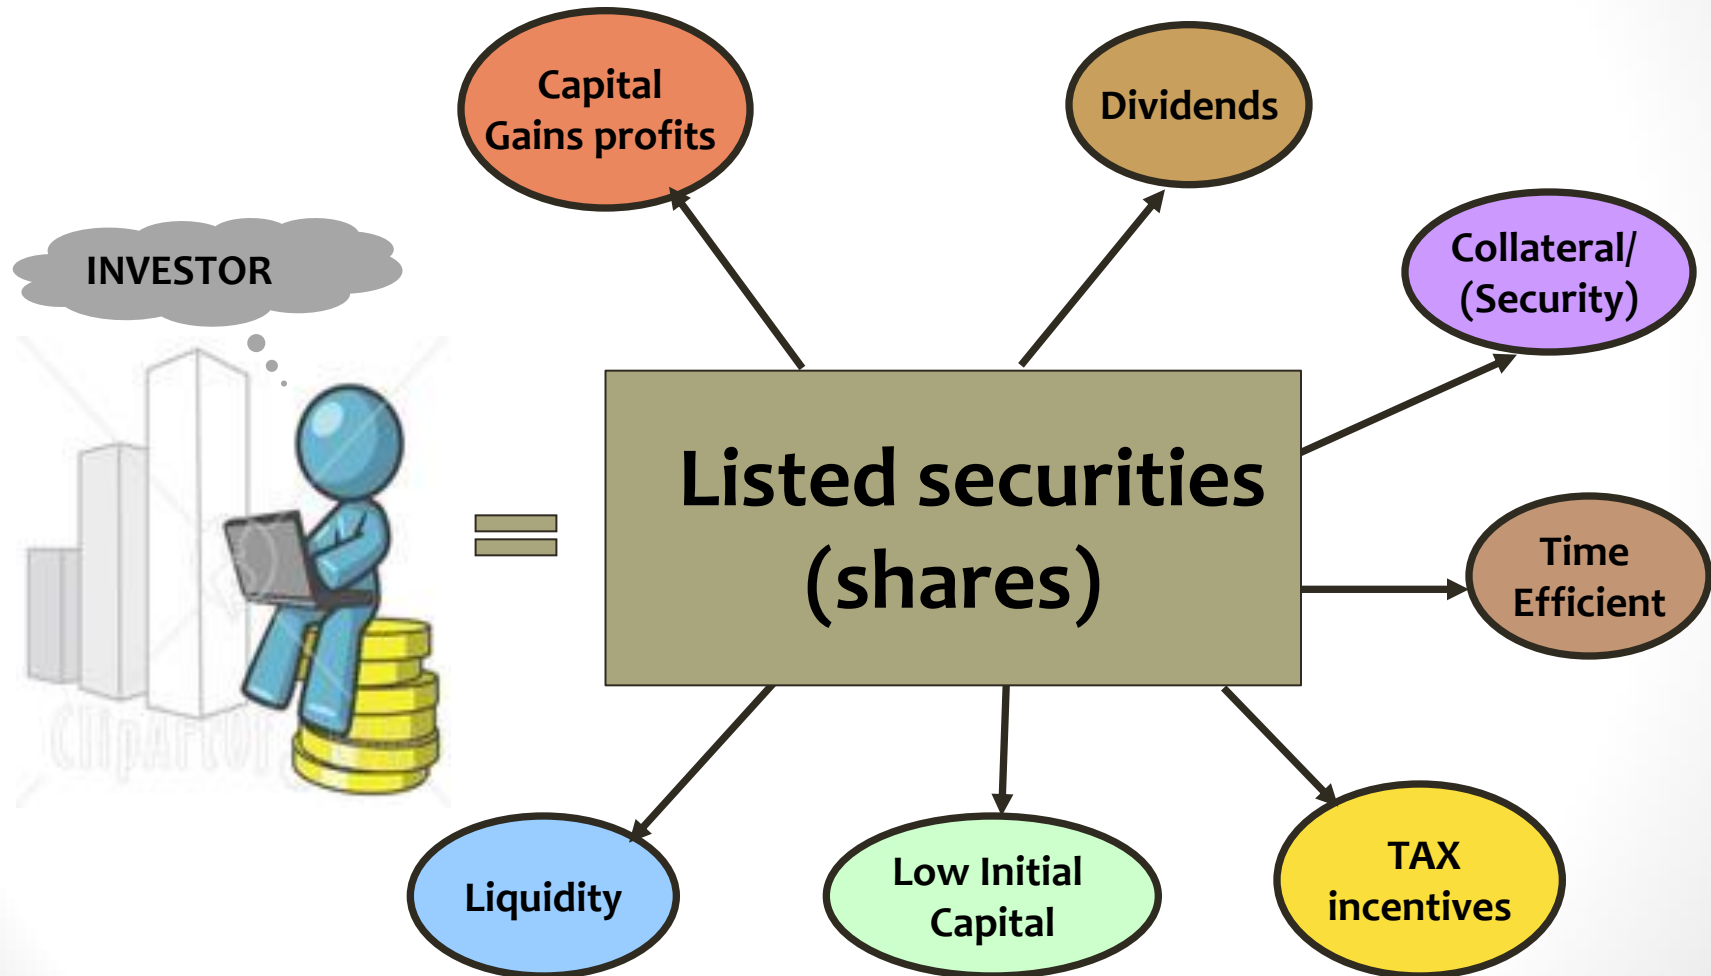 Capital
Gains profits
Dividends
Collateral/
(Security)
INVESTOR
Listed securities
(shares)
Time
Efficient
Liquidity
Low Initial
Capital
TAX
incentives